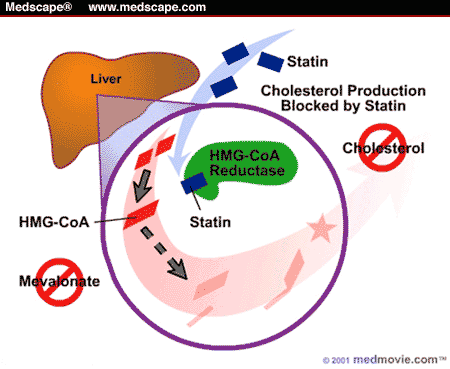 Medscape® www.medscape.com
Liver
Statin
Cholesterol Production
Blocked by Statin
HMG-CoA
Reductase
Cholesterol
HMG-CoA
Statin
Mevalonate
© 2001 medmovie.com™